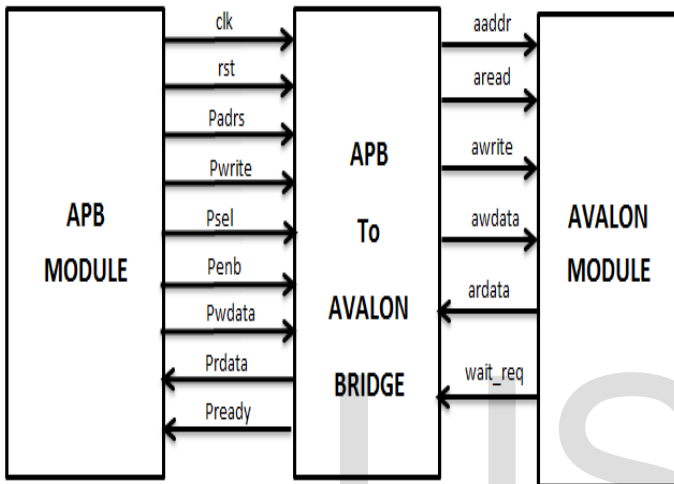 APB
MODULE
clk
rst
Padrs
Pwrite
Psel
Penb
Pwdata
Prdata
Pready
APB
To
AVALON
BRIDGE
aaddr
aread
awrite
awdata
ardata
wait_req
AVALON
MODULE